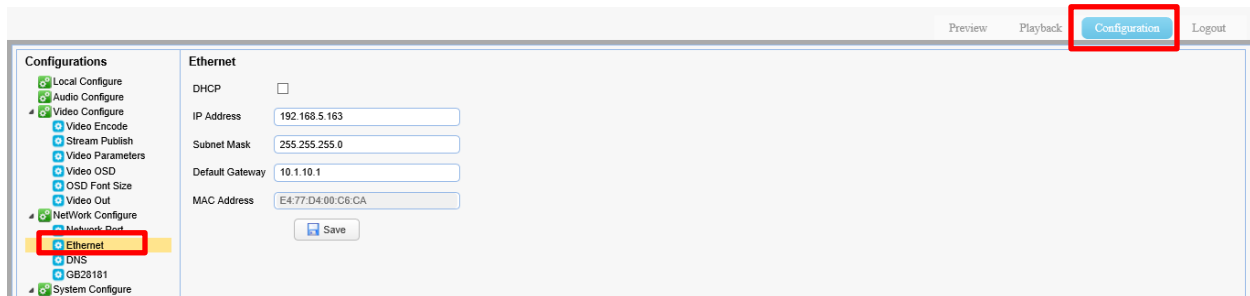 Preview Playback Configuration Logout
Configurations
Local Configure
Audio Configure
Video Configure
Video Encode
Stream Publish
Video Parameters
Video OSD
OSD Font Size
Video Out
NetWork Configure
Network Port
Ethernet
DNS
GB28181
System Configure
Ethernet
DHCP
IP Address 192.168.5.163
Subnet Mask 255.255.255.0
Default Gateway 10.1.10.1
MAC Address E4:77:D4:00:C6:CA
Save